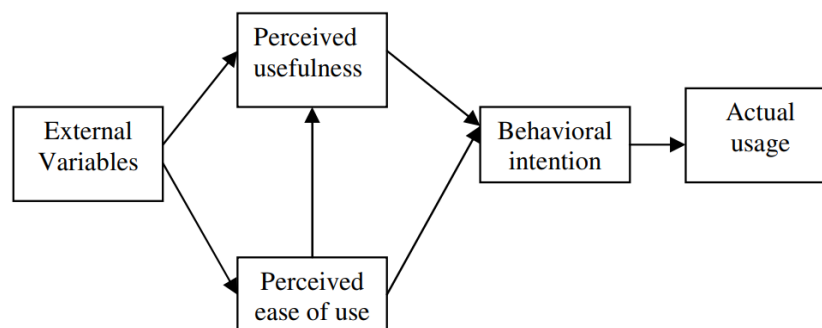 Perceived
usefulness
External
Variables
Behavioral
intention
Actual
usage
Perceived
ease of use